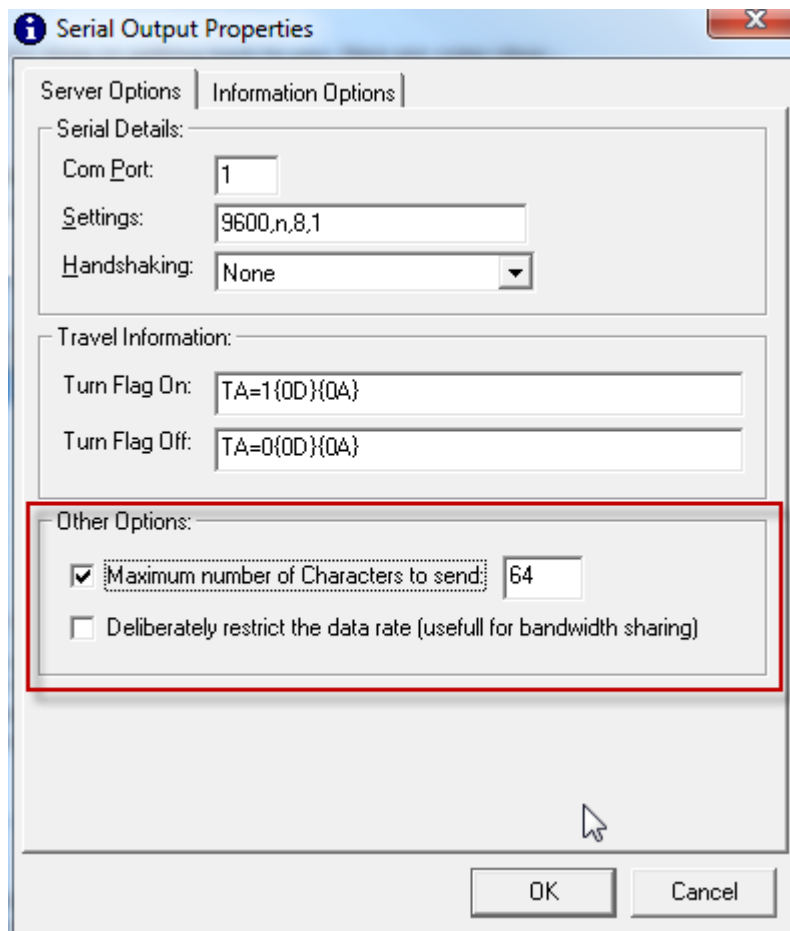 Serial Output Properties
Server Options
Information Options
Serial Details:
Com Port:
1
Settings:
9600,n,8,1
Handshaking:
None
Travel Information:
Turn Flag On:
TA=1{0D}{0A}
Turn Flag Off:
TA=0{0D}{0A}
Other Options:
Maximum number of Characters to send:
64
Deliberately restrict the data rate (usefull for bandwidth sharing)
OK
Cancel